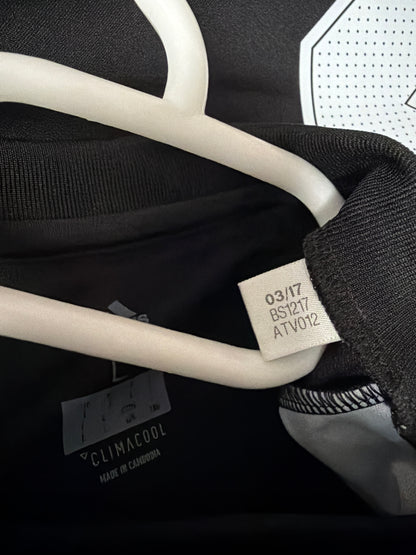 03/17
BS1217
ATV012
L
CLIMACOOL
MADE IN CAMBODIA